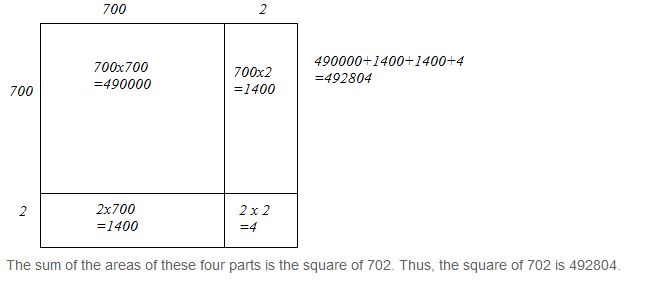 700 2
700x700 700x2 490000+1400+1400+4
=490000 =1400 =492804
700
2 2x700 2 x 2
=1400 =4
The sum of the areas of these four parts is the square of 702. Thus, the square of 702 is 492804.